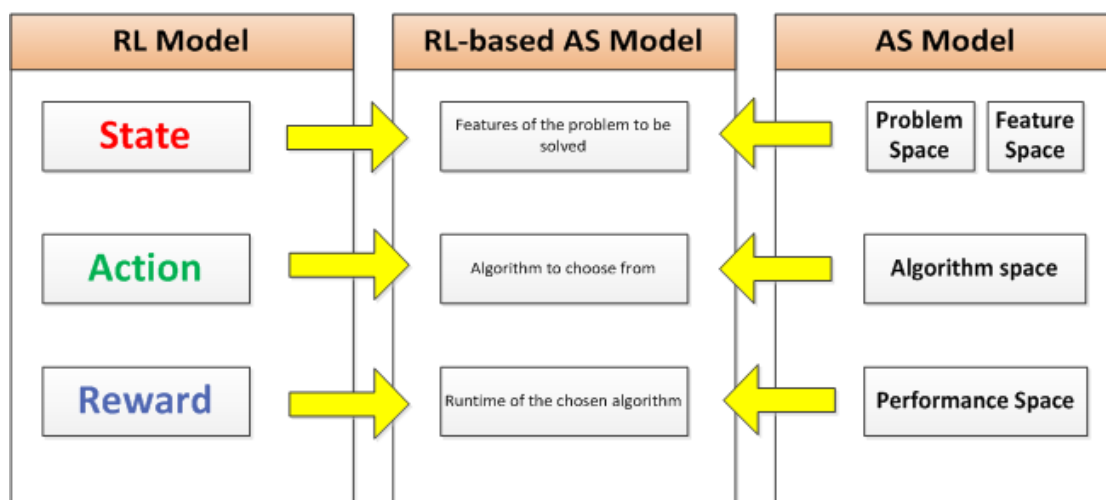 RL Model
RL-based AS Model
AS Model
State
Features of the problem to be
solved
Problem
Space
Feature
Space
Action
Algorithm to choose from
Algorithm space
Reward
Runtime of the chosen algorithm
Performance Space